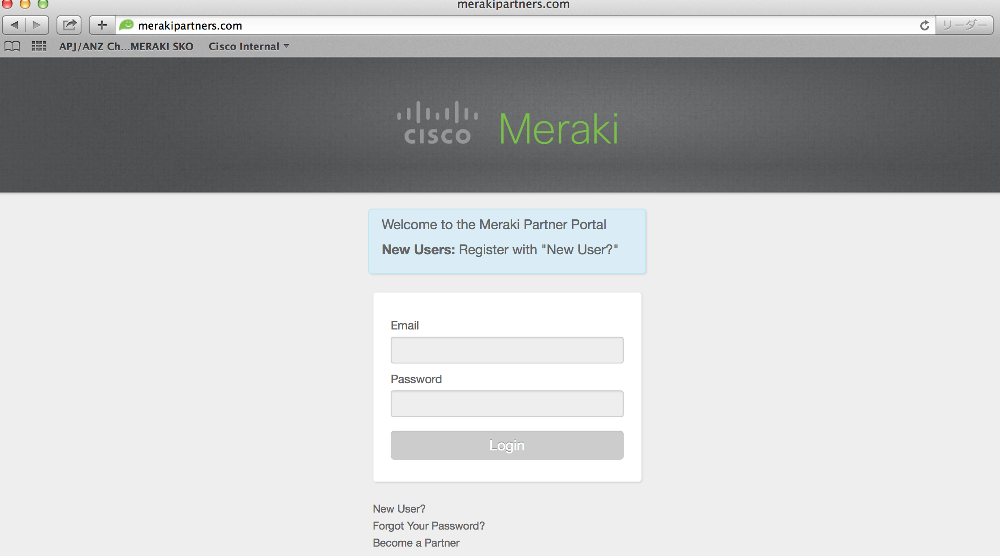 merakipartners.com
merakipartners.com
リーダー
APJ/ANZ Ch...MERAKI SKO Cisco Internal
CISCO Meraki
Welcome to the Meraki Partner Portal
New Users: Register with "New User?"
Email
Password
Login
New User?
Forgot Your Password?
Become a Partner